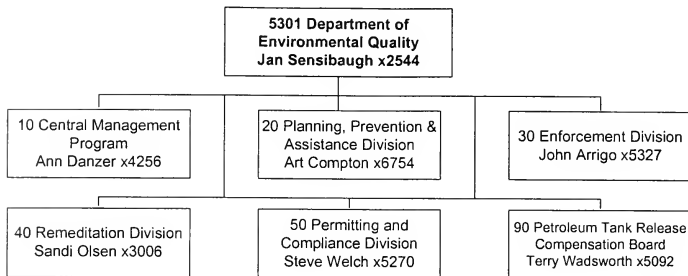 5301 Department of
Environmental Quality
Jan Sensibaugh x2544
10 Central Management
Program
Ann Danzer x4256
20 Planning, Prevention &
Assistance Division
Art Compton x6754
30 Enforcement Division
John Arrigo x5327
40 Remeditation Division
Sandi Olsen x3006
50 Permitting and
Compliance Division
Steve Welch x5270
90 Petroleum Tank Release
Compensation Board
Terry Wadsworth x5092